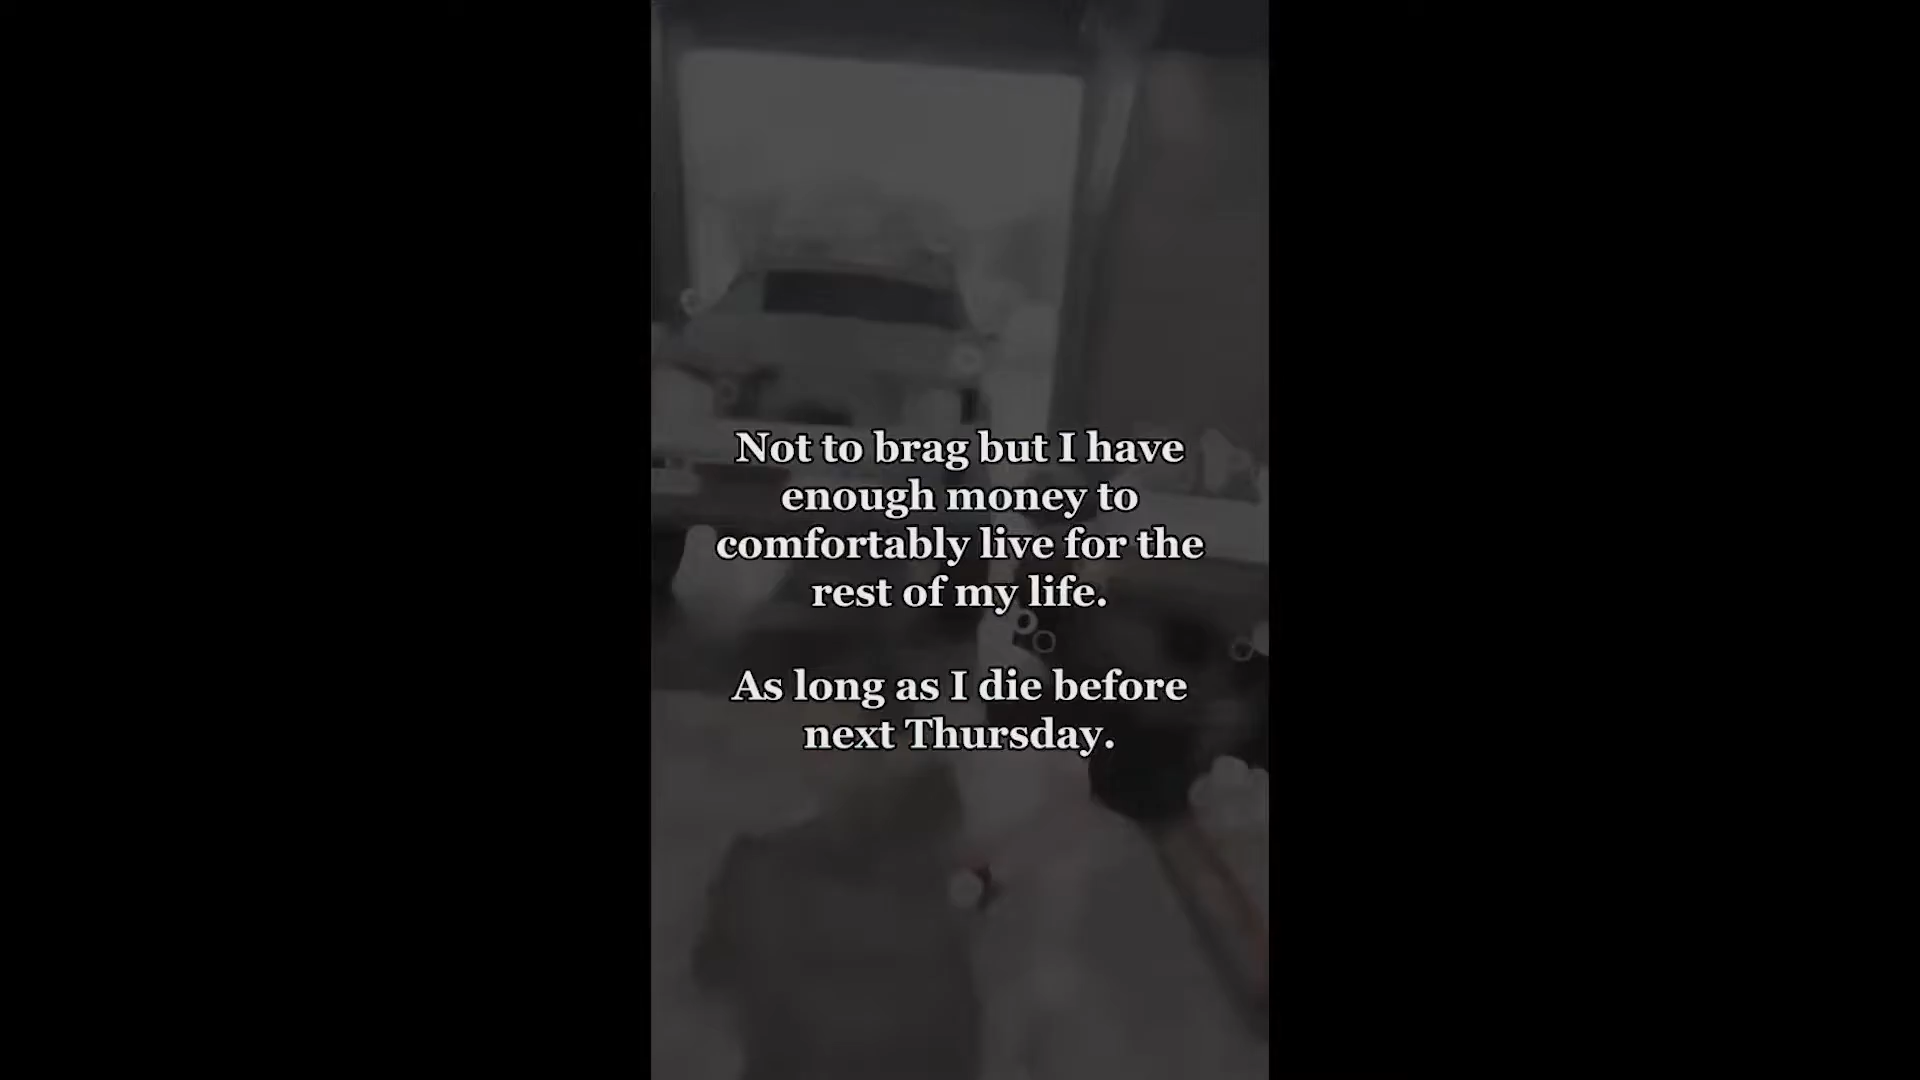 Not to brag but I have
enough money to
comfortably live for the
rest of my life.
As long as I die before
next Thursday.